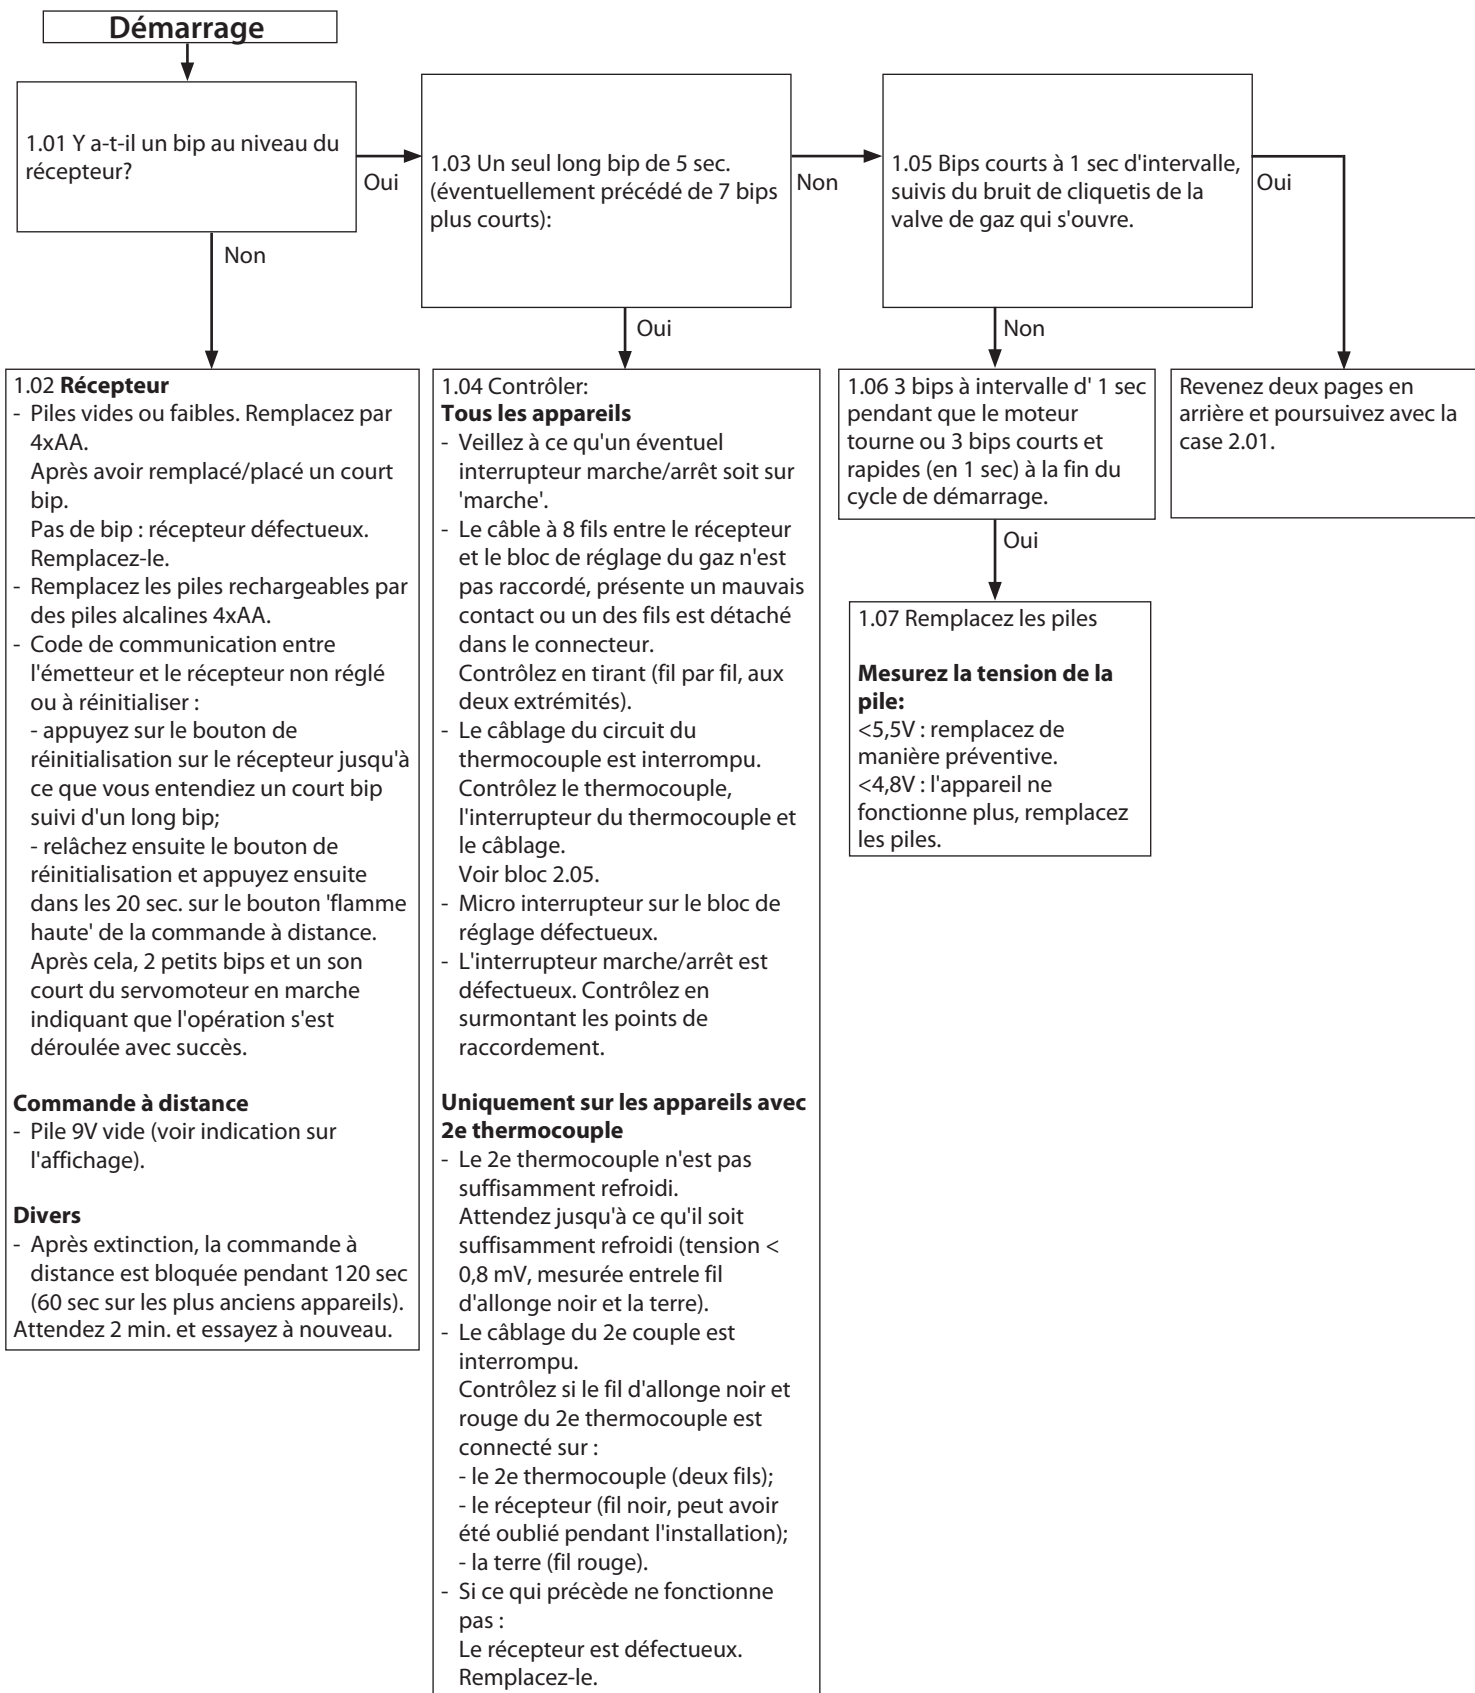 Démarrage
1.01 Y a-t-il un bip au niveau du
récepteur?
Oui
Non
1.03 Un seul long bip de 5 sec.
(éventuellement précédé de 7 bips
plus courts):
Non
Oui
1.05 Bips courts à 1 sec d'intervalle,
suivis du bruit de cliquetis de la
valve de gaz qui s'ouvre.
Oui
Non
1.02 Récepteur
- Piles vides ou faibles. Remplacez par
4xAA.
Après avoir remplacé/placé un court
bip.
Pas de bip : récepteur défectueux.
Remplacez-le.
- Remplacez les piles rechargeables par
des piles alcalines 4xAA.
- Code de communication entre
l'émetteur et le récepteur non réglé
ou à réinitialiser :
- appuyez sur le bouton de
réinitialisation sur le récepteur jusqu'à
ce que vous entendiez un court bip
suivi d'un long bip;
- relâchez ensuite le bouton de
réinitialisation et appuyez ensuite
dans les 20 sec. sur le bouton 'flamme
haute' de la commande à distance.
Après cela, 2 petits bips et un son
court du servomoteur en marche
indiquant que l'opération s'est
déroulée avec succès.
Commande à distance
- Pile 9V vide (voir indication sur
l'affichage).
Divers
- Après extinction, la commande à
distance est bloquée pendant 120 sec
(60 sec sur les plus anciens appareils).
Attendez 2 min. et essayez à nouveau.
1.04 Contrôler:
Tous les appareils
- Veillez à ce qu'un éventuel
interrupteur marche/arrêt soit sur
'marche'.
- Le câble à 8 fils entre le récepteur
et le bloc de réglage du gaz n'est
pas raccordé, présente un mauvais
contact ou un des fils est détaché
dans le connecteur.
Contrôlez en tirant (fil par fil, aux
deux extrémités).
- Le câblage du circuit du
thermocouple est interrompu.
Contrôlez le thermocouple,
l'interrupteur du thermocouple et
le câblage.
Voir bloc 2.05.
- Micro interrupteur sur le bloc de
réglage défectueux.
- L'interrupteur marche/arrêt est
défectueux. Contrôlez en
surmontant les points de
raccordement.
Uniquement sur les appareils avec
2e thermocouple
- Le 2e thermocouple n'est pas
suffisamment refroidi.
Attendez jusqu'à ce qu'il soit
suffisamment refroidi (tension <
0,8 mV, mesurée entrele fil
d'allonge noir et la terre).
- Le câblage du 2e couple est
interrompu.
Contrôlez si le fil d'allonge noir et
rouge du 2e thermocouple est
connecté sur :
- le 2e thermocouple (deux fils);
- le récepteur (fil noir, peut avoir
été oublié pendant l'installation);
- la terre (fil rouge).
- Si ce qui précède ne fonctionne
pas :
Le récepteur est défectueux.
Remplacez-le.
1.06 3 bips à intervalle d' 1 sec
pendant que le moteur
tourne ou 3 bips courts et
rapides (en 1 sec) à la fin du
cycle de démarrage.
Oui
1.07 Remplacez les piles
Mesurez la tension de la
pile:
<5,5V : remplacez de
manière préventive.
<4,8V : l'appareil ne
fonctionne plus, remplacez
les piles.
Revenez deux pages en
arrière et poursuivez avec la
case 2.01.